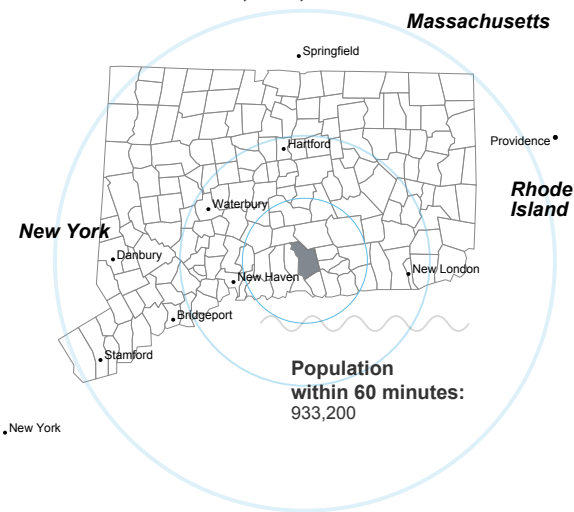 Massachusetts
Springfield
Providence
Hartford
Rhode
Island
Waterbury
New York
Danbury
New Haven
New London
Bridgeport
Stamford
Population
within 60 minutes:
933,200
New York